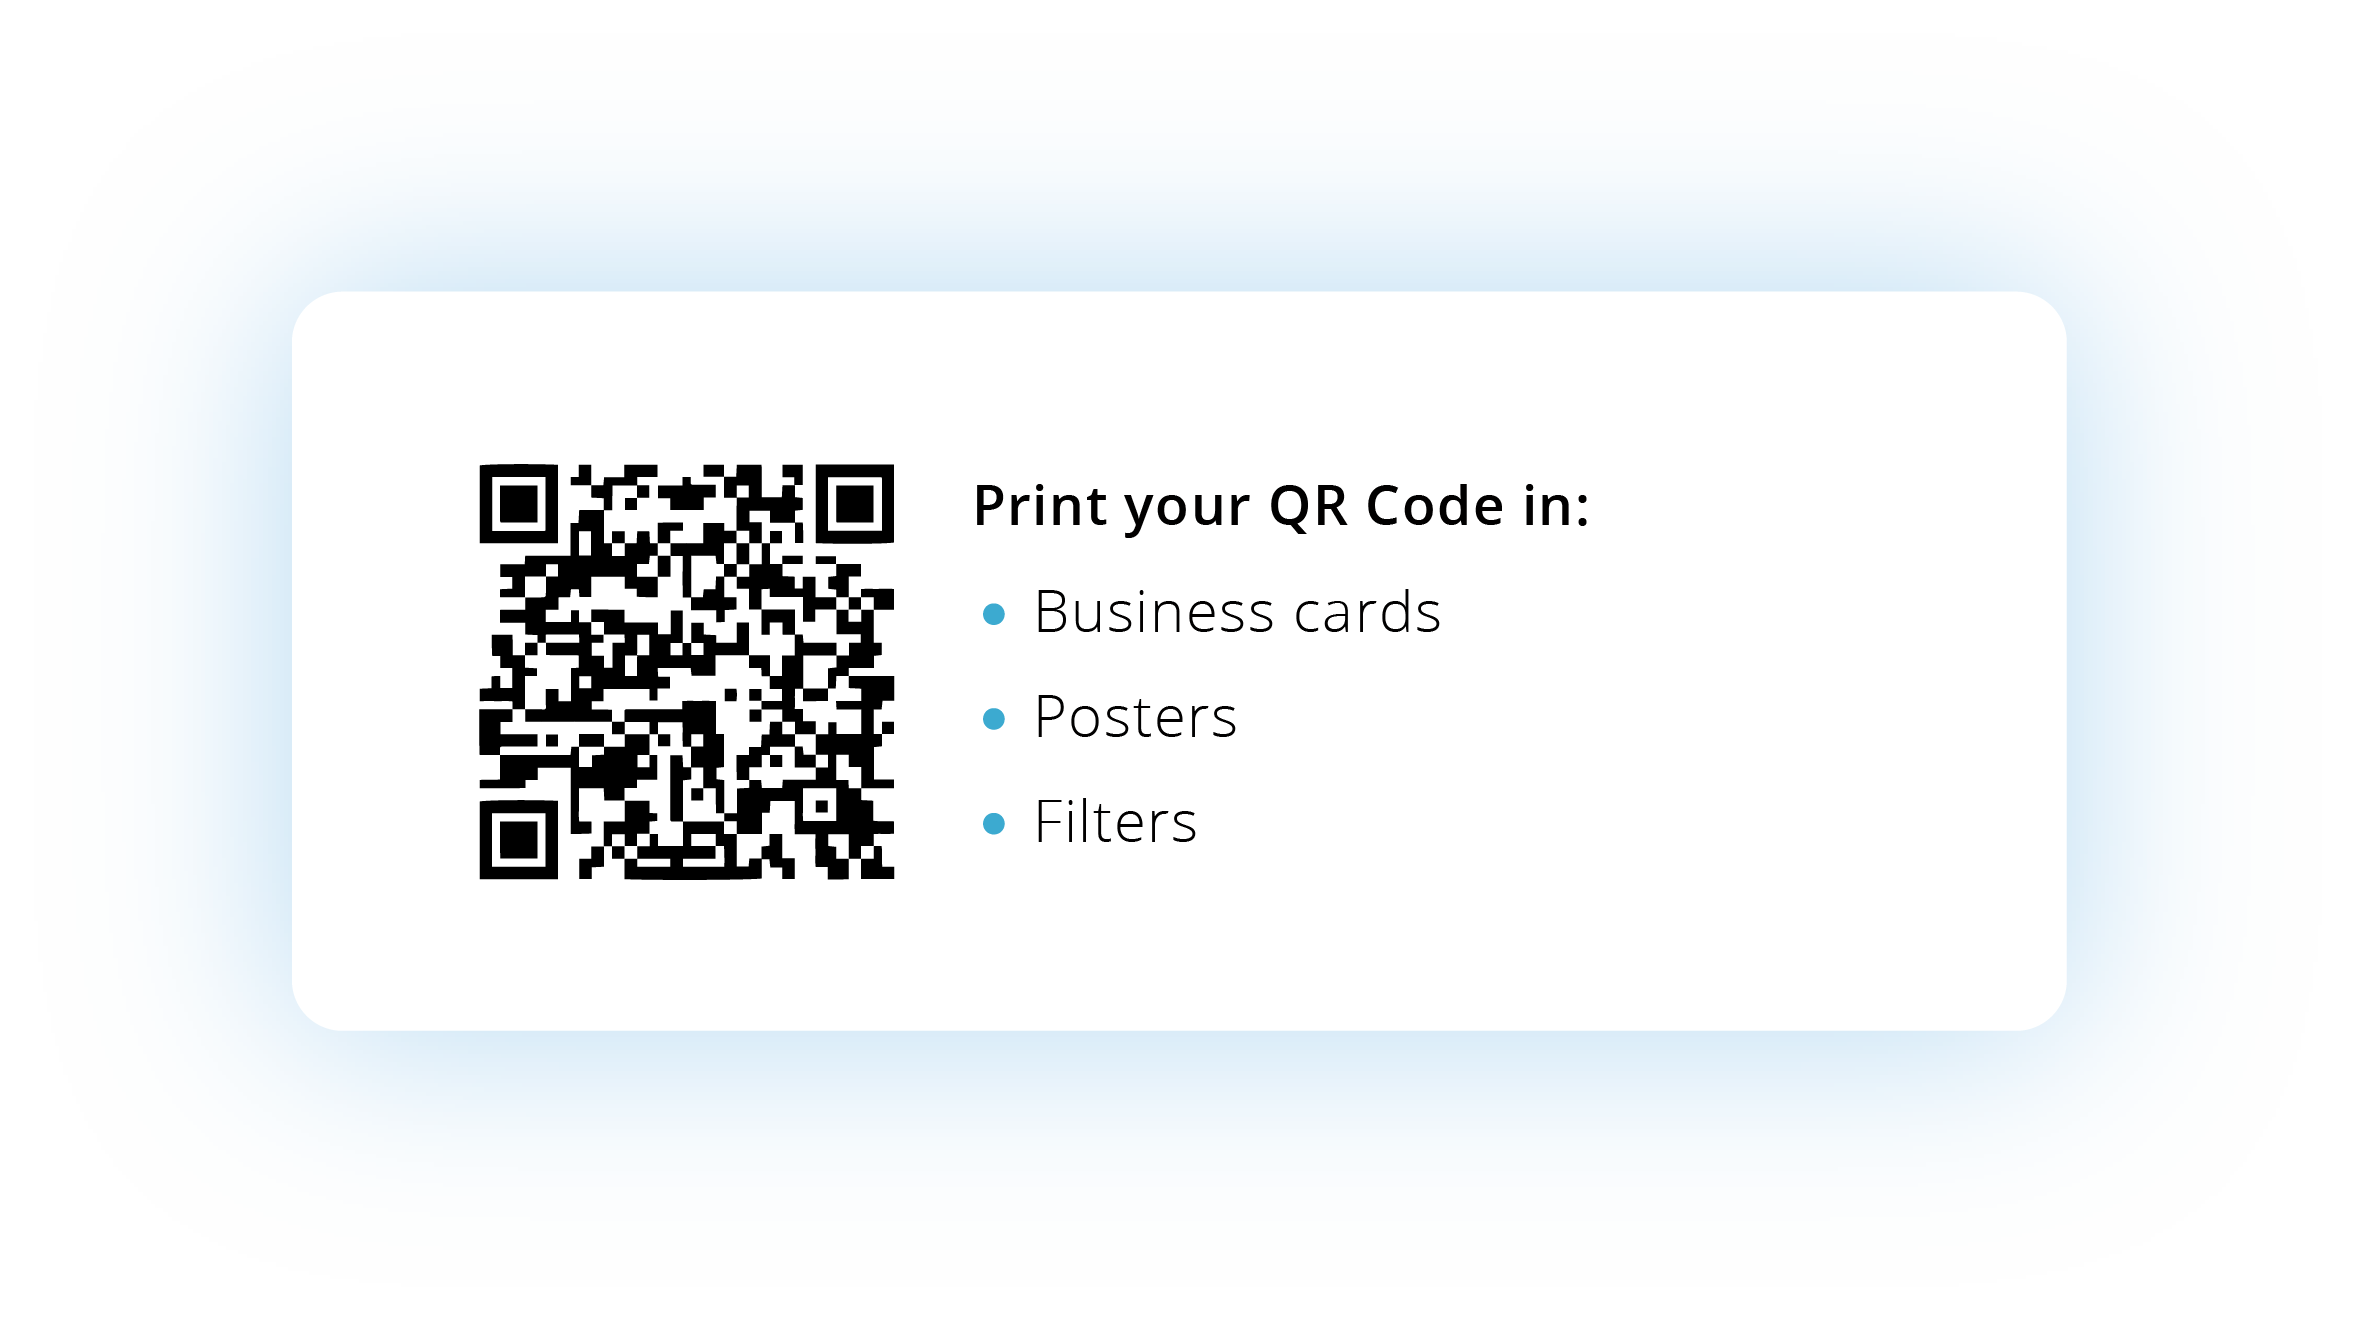 Print your QR Code in:
• Business cards
• Posters
• Filters